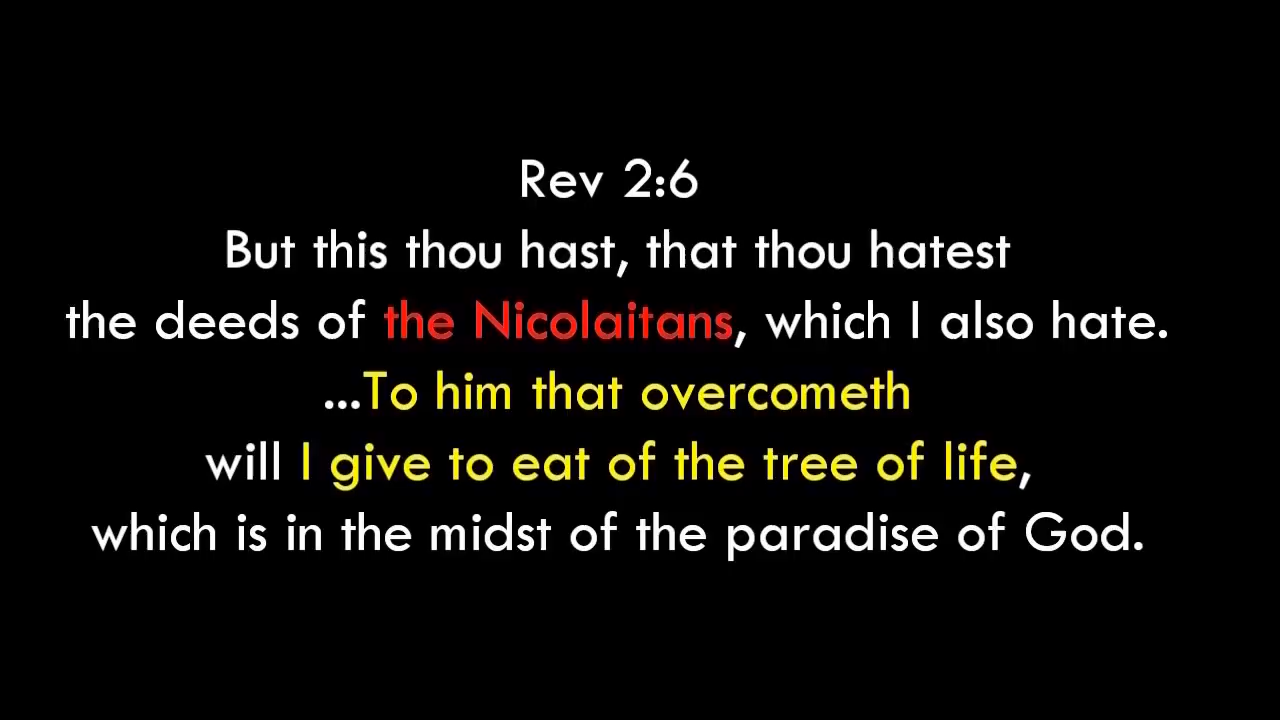 Rev 2:6
But this thou hast, that thou hatest
the deeds of the Nicolaitans, which I also hate.
...To him that overcometh
will I give to eat of the tree of life,
which is in the midst of the paradise of God.